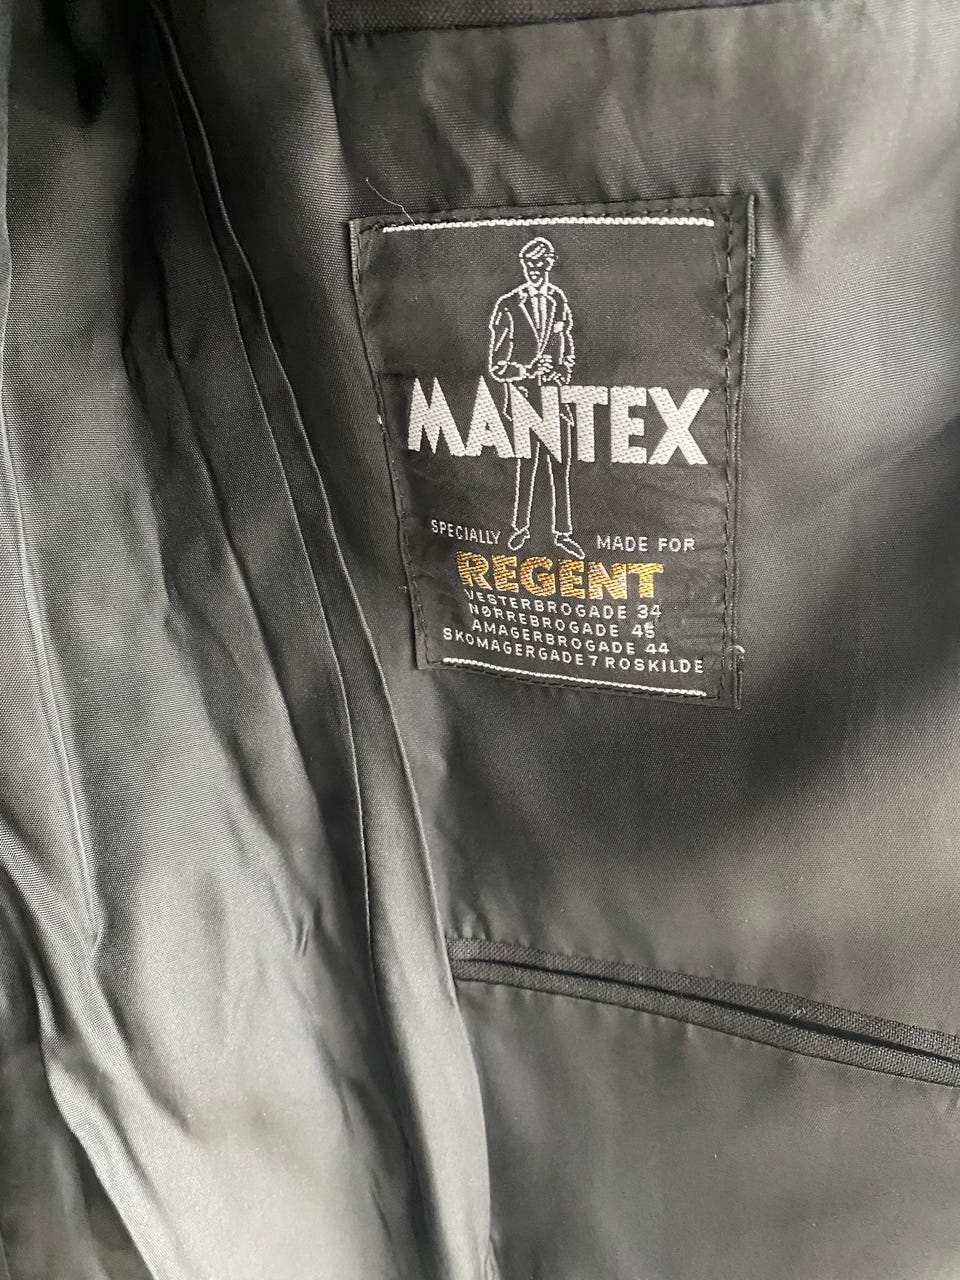 MANTEX
SPECIALLY MADE FOR
REGENT
VESTERBROGADE 34
NØRREBROGADE 45
AMAGERBROGADE 44
SKOMAGERGADE 7 ROSKILDE